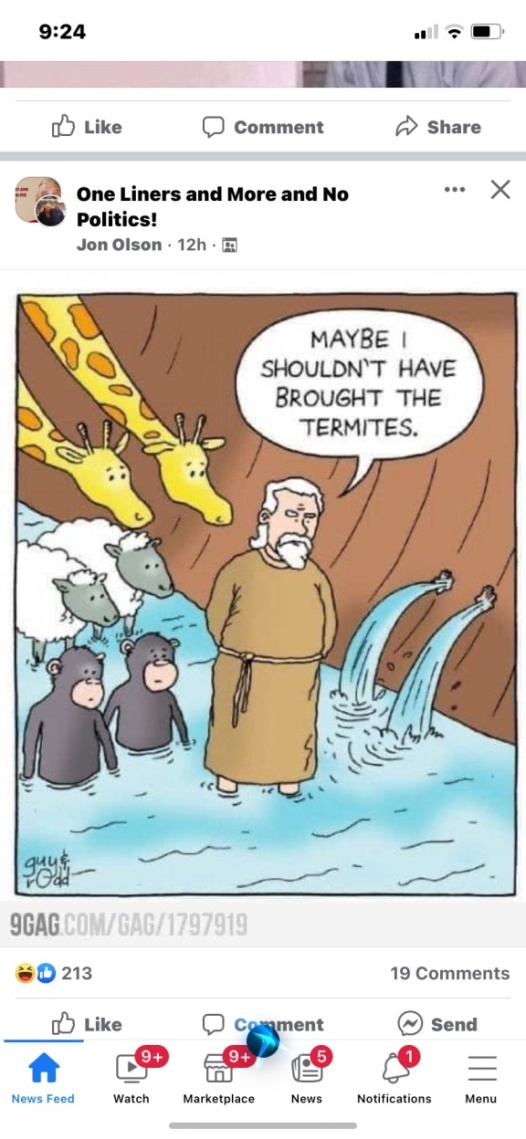 9:24
Like Comment Share
One Liners and More and No
Politics!
Jon Olson · 12h ·
MAYBE I
SHOULDN'T HAVE
BROUGHT THE
TERMITES.
guy &
rodd
9GAG.COM/GAG/1797919
213 19 Comments
Like Comment Send
9+ 9+ 5 1
News Feed Watch Marketplace News Notifications Menu